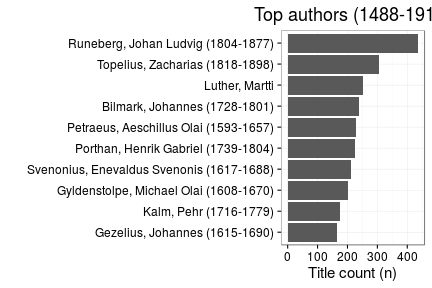 Top authors (1488-191
Runeberg, Johan Ludvig (1804-1877)
Topelius, Zacharias (1818-1898)
Luther, Martti
Bilmark, Johannes (1728-1801)
Petraeus, Aeschillus Olai (1593-1657)
Porthan, Henrik Gabriel (1739-1804)
Svenonius, Enevaldus Svenonis (1617-1688)
Gyldenstolpe, Michael Olai (1608-1670)
Kalm, Pehr (1716-1779)
Gezelius, Johannes (1615-1690)
0 100 200 300 400
Title count (n)